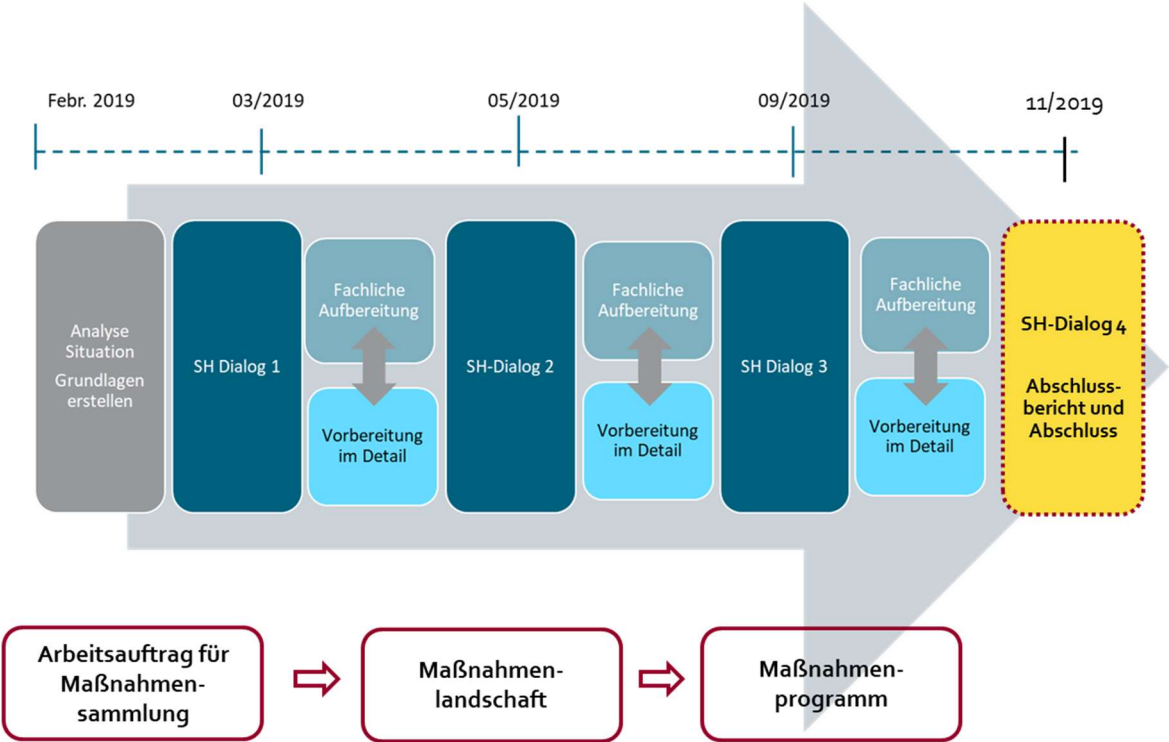 Febr. 2019
03/2019
05/2019
09/2019
11/2019
Analyse
Situation
Grundlagen
erstellen
SH Dialog 1
Fachliche
Aufbereitung
Vorbereitung
im Detail
SH-Dialog 2
Fachliche
Aufbereitung
Vorbereitung
im Detail
SH Dialog 3
Fachliche
Aufbereitung
Vorbereitung
im Detail
SH-Dialog 4
Abschluss-
bericht und
Abschluss
Arbeitsauftrag für
Maßnahmen-
sammlung
Maßnahmen-
landschaft
Maßnahmen-
programm